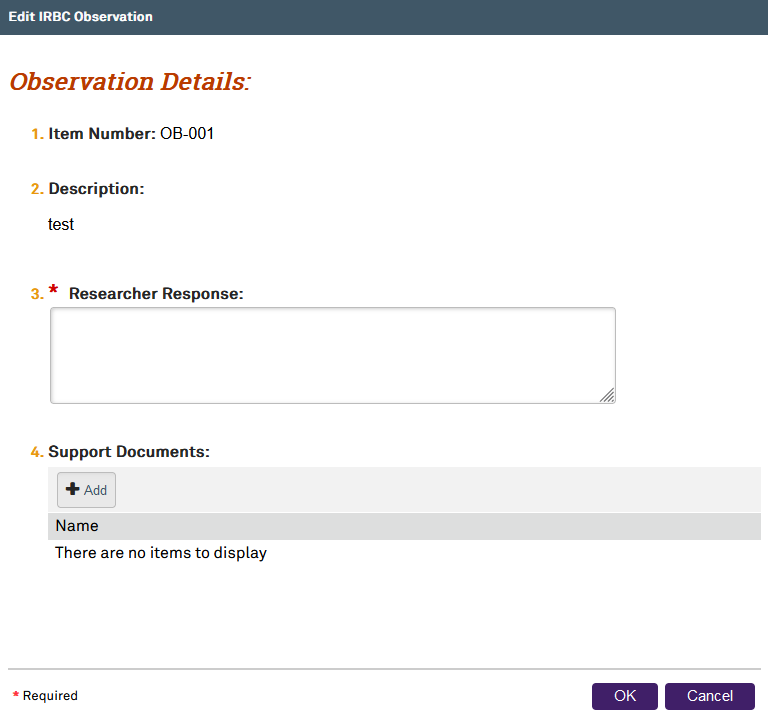 Edit IRBC Observation
Observation Details:
1. Item Number: OB-001
2. Description:
test
3. * Researcher Response:
4. Support Documents:
Add
Name
There are no items to display
* Required
OK Cancel